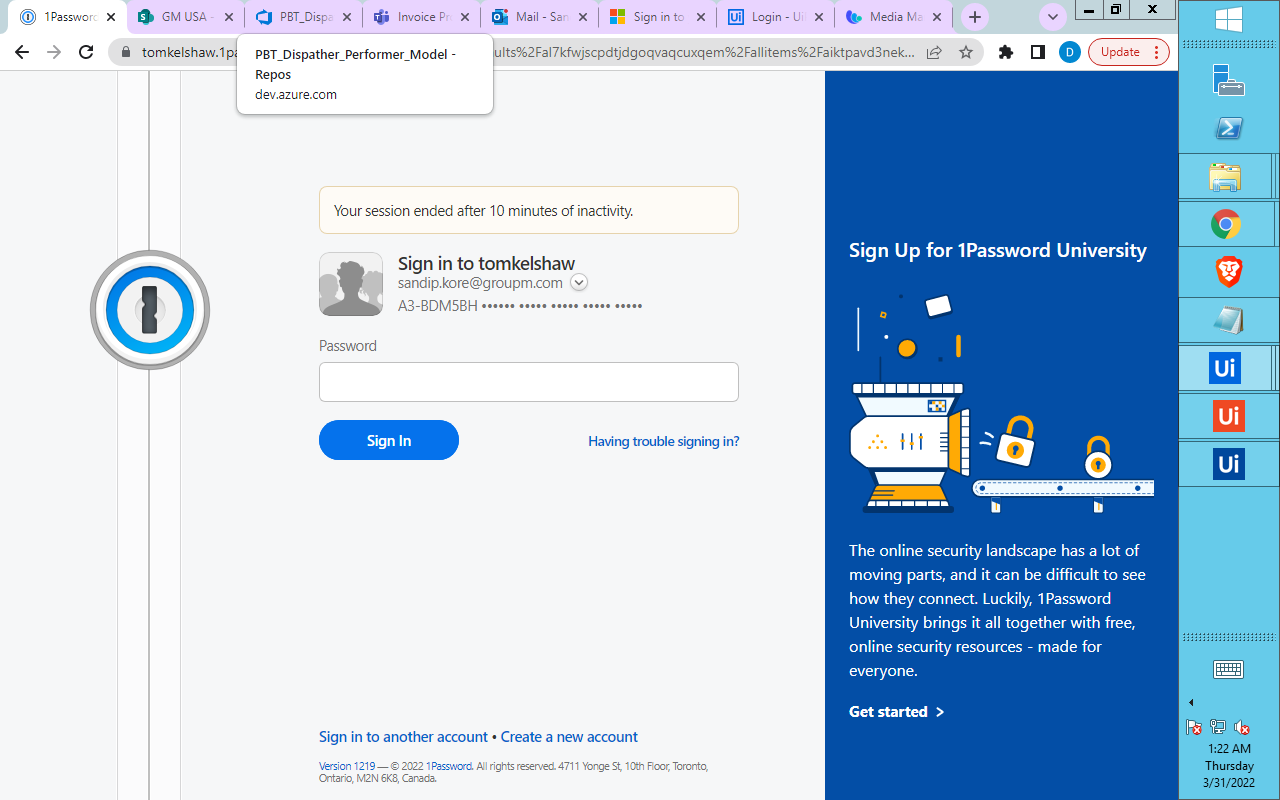 1Password
GM USA -
PBT_Dispa
Invoice Pr
Mail - San
Sign in to
Login - Ui
Media Ma
tomkelshaw.1pa
ults%2Fal7kfwjscpdtjdgoqvaqcuxqem%2Fallitems%2Faiktpavd3nek...
D
Update
PBT_Dispather_Performer_Model -
Repos
dev.azure.com
Your session ended after 10 minutes of inactivity.
Sign in to tomkelshaw
sandip.kore@groupm.com
A3-BDM5BH •••••• ••••• ••••• ••••• •••••
Password
Sign In
Having trouble signing in?
Sign in to another account • Create a new account
Version 1219 — © 2022 1Password. All rights reserved. 4711 Yonge St, 10th Floor, Toronto,
Ontario, M2N 6K8, Canada.
Sign Up for 1Password University
The online security landscape has a lot of
moving parts, and it can be difficult to see
how they connect. Luckily, 1Password
University brings it all together with free,
online security resources - made for
everyone.
Get started >
Ui
Ui
Ui
1:22 AM
Thursday
3/31/2022